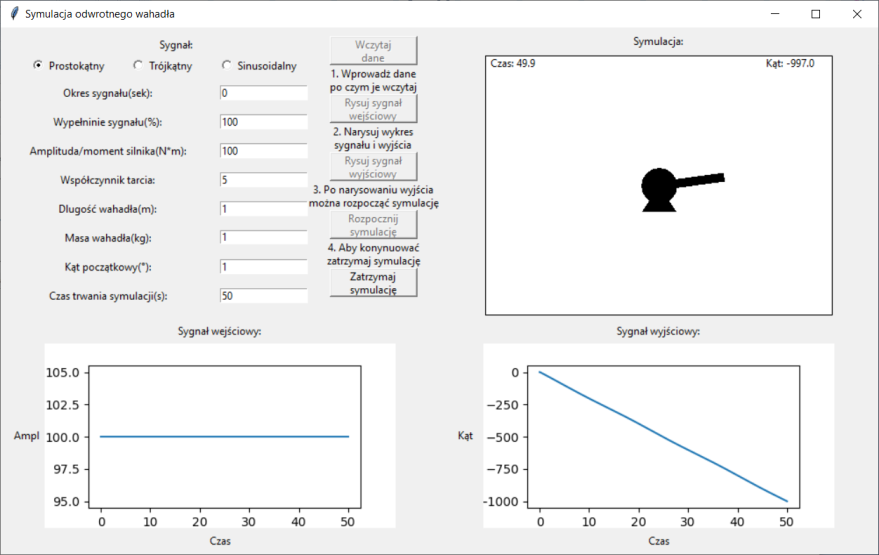 Symulacja odwrotnego wahadła
Sygnał:
Prostokątny
Trójkątny
Sinusoidalny
Okres sygnału(sek):
0
Wypełninie sygnału(%):
100
Amplituda/moment silnika(N*m):
100
Współczynnik tarcia:
5
Długość wahadła(m):
1
Masa wahadła(kg):
1
Kąt początkowy(°):
1
Czas trwania symulacji(s):
50
Wczytaj
dane
1. Wprowadź dane
po czym je wczytaj
Rysuj sygnał
wejściowy
2. Narysuj wykres
sygnału i wyjścia
Rysuj sygnał
wyjściowy
3. Po narysowaniu wyjścia
można rozpocząć symulację
Rozpocznij
symulację
4. Aby konynuować
zatrzymaj symulację
Zatrzymaj
symulację
Symulacja:
Czas: 49.9
Kąt: -997.0
Sygnał wejściowy:
Ampl
105.0
102.5
100.0
97.5
95.0
0 10 20 30 40 50
Czas
Sygnał wyjściowy:
Kąt
0
−250
−500
−750
−1000
0 10 20 30 40 50
Czas